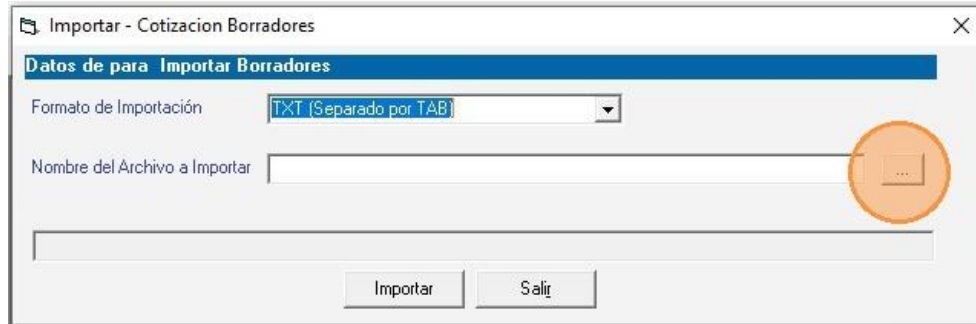 Importar - Cotizacion Borradores
Datos de para Importar Borradores
Formato de Importación TXT (Separado por TAB)
Nombre del Archivo a Importar ...
Importar Salir